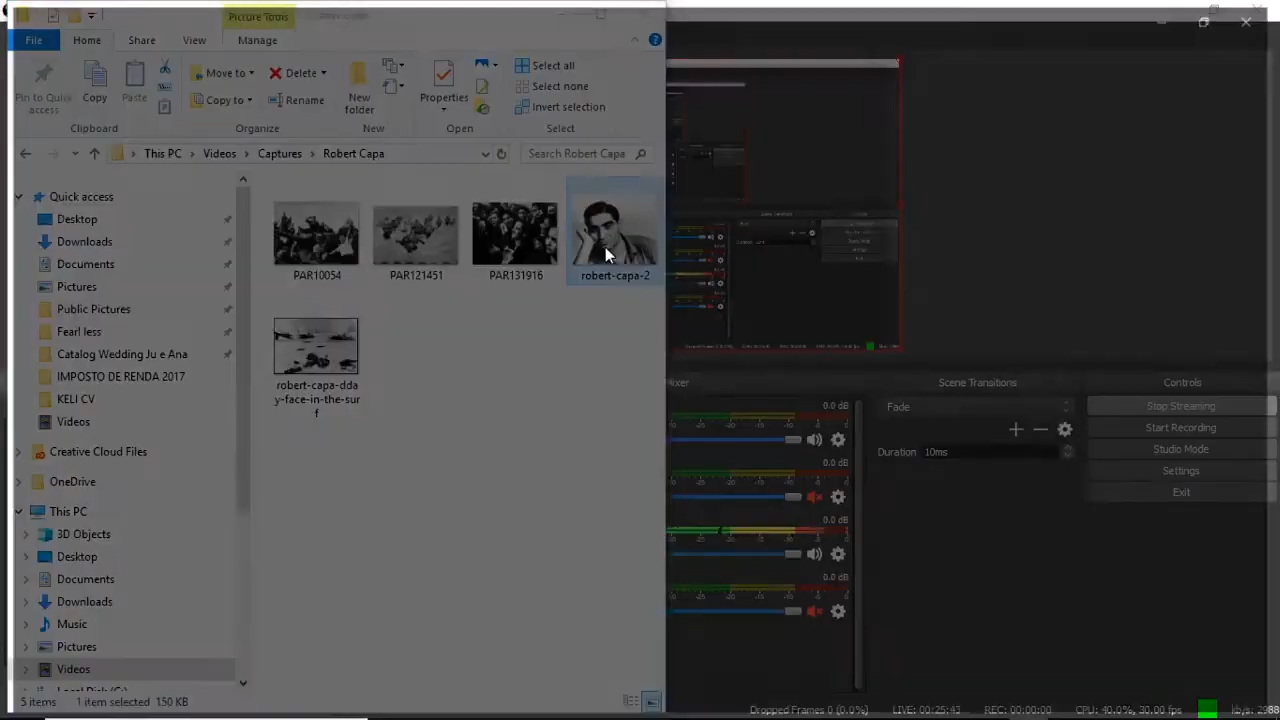 Picture Tools
File
Home
Share
View
Manage
Pin to Quick access
Copy
Paste
Move to
Copy to
Delete
Rename
New folder
Properties
Select all
Select none
Invert selection
Clipboard
Organize
New
Open
Select
This PC
Videos
Captures
Robert Capa
Search Robert Capa
Quick access
Desktop
Downloads
Documents
Pictures
Public Pictures
Fearl less
Catalog Wedding Ju e Ana
IMPOSTO DE RENDA 2017
KELI CV
Videos
Creative Cloud Files
OneDrive
This PC
3D Objects
Desktop
Documents
Downloads
Music
Pictures
Videos
5 items
1 item selected 150 KB
PAR10054
PAR121451
PAR131916
robert-capa-2
robert-capa-dda
y-face-in-the-sur
f
Mixer
0.0 dB
0.0 dB
0.0 dB
0.0 dB
Scene Transitions
Fade
Duration
10ms
Controls
Stop Streaming
Start Recording
Studio Mode
Settings
Exit
Dropped Frames 0 (0.0%)
LIVE: 00:25:43
REC: 00:00:00
CPU: 40.0%, 30.00 fps
kb/s: 2988